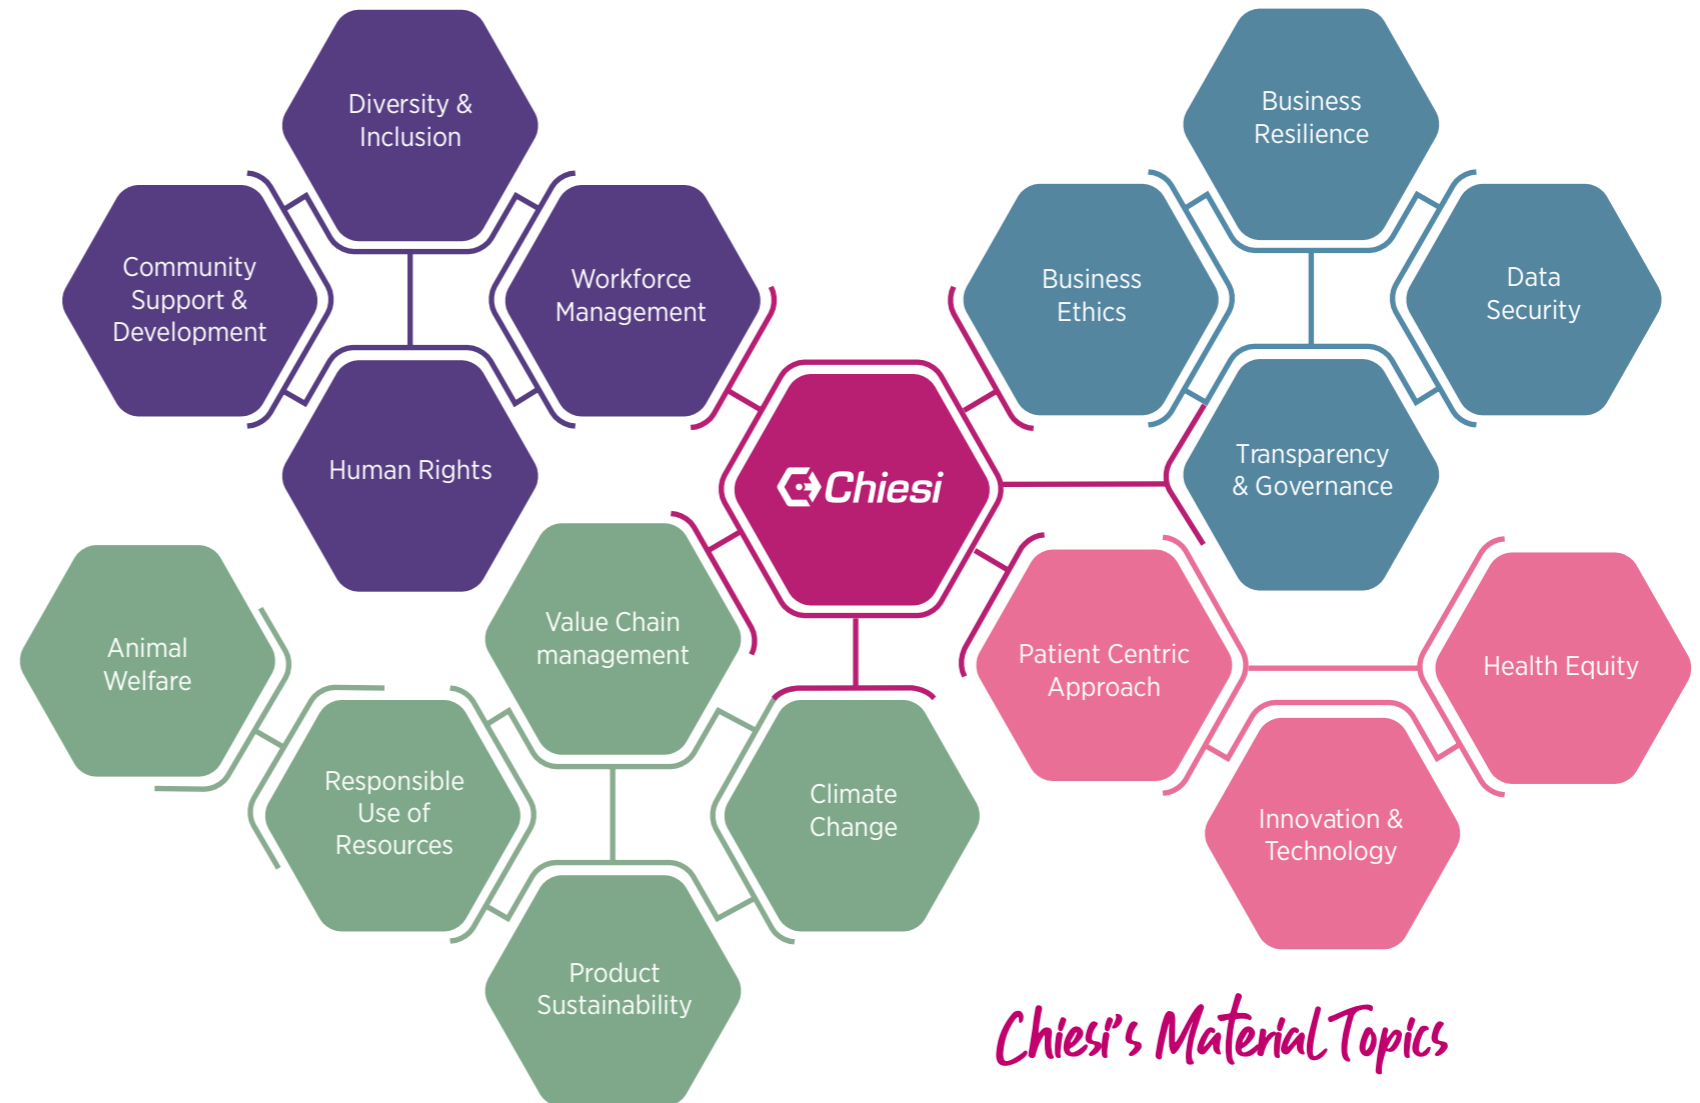 Diversity &
Inclusion
Community
Support &
Development
Workforce
Management
Human Rights
Business
Resilience
Business
Ethics
Data
Security
Transparency
& Governance
Chiesi
Animal
Welfare
Value Chain
management
Responsible
Use of
Resources
Climate
Change
Product
Sustainability
Patient Centric
Approach
Health Equity
Innovation &
Technology
Chiesi's Material Topics